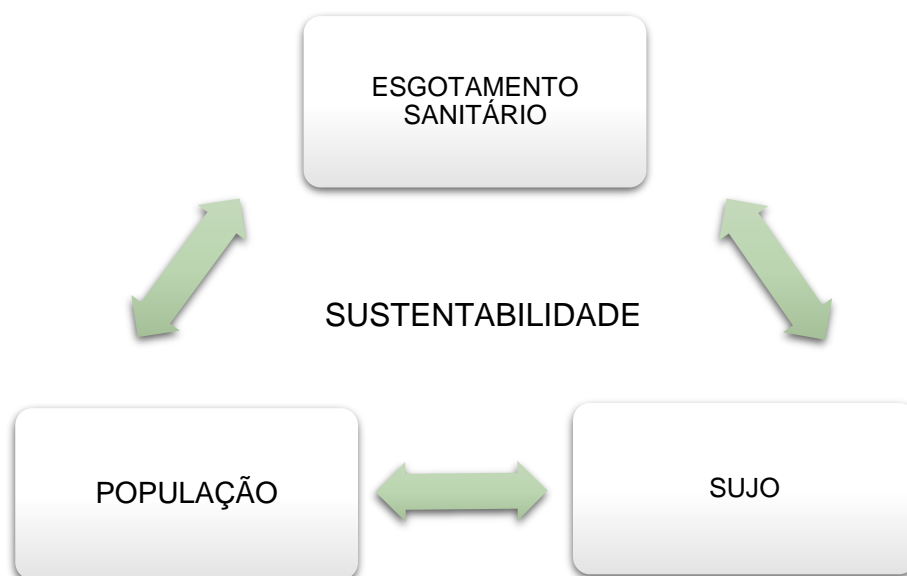 ESGOTAMENTO
SANITÁRIO
SUSTENTABILIDADE
POPULAÇÃO
SUJO